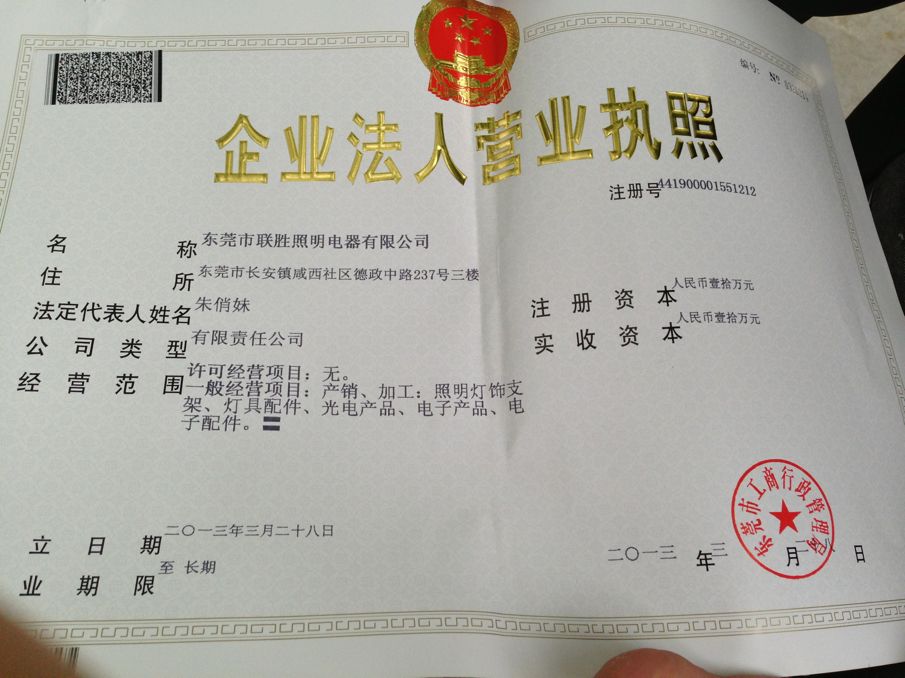 编号: Nº
企业法人营业执照
注册号441900001551212
名 称 东莞市联胜照明电器有限公司
住 所 东莞市长安镇咸西社区德政中路237号三楼
法定代表人姓名 朱俏妹
注册资本 人民币壹拾万元
公司类型 有限责任公司
实收资本 人民币壹拾万元
经营范围 许可经营项目:无。
一般经营项目:产销、加工:照明灯饰支
架、灯具配件、光电产品、电子产品、电
子配件。
东莞市工商行政管理局
立日期 二〇一三年三月二十八日
业期限 至 长期
二〇一三 年 三 月 二八 日